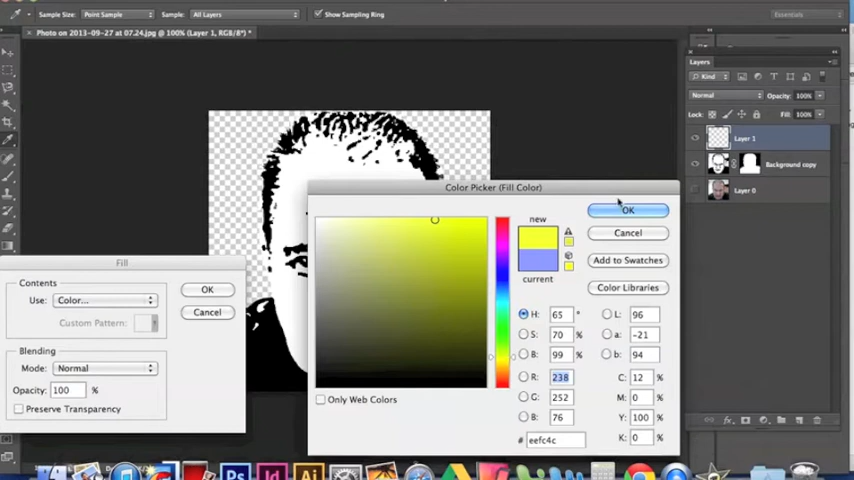 Sample Size: Point Sample Sample: All Layers Show Sampling Ring Essentials
Photo on 2013-09-27 at 07.24.jpg @ 100% (Layer 1, RGB/8*) *
Layers
Kind
Normal Opacity: 100%
Lock: Fill: 100%
Layer 1
Background copy
Layer 0
Color Picker (Fill Color)
new
current
OK
Cancel
Add to Swatches
Color Libraries
H: 65 °
S: 70 %
B: 99 %
R: 238
G: 252
B: 76
# eefc4c
L: 96
a: -21
b: 94
C: 12 %
M: 0 %
Y: 100 %
K: 0 %
Only Web Colors
Fill
Contents
Use: Color...
Custom Pattern:
Blending
Mode: Normal
Opacity: 100 %
Preserve Transparency
OK
Cancel
Ps
Id
Ai